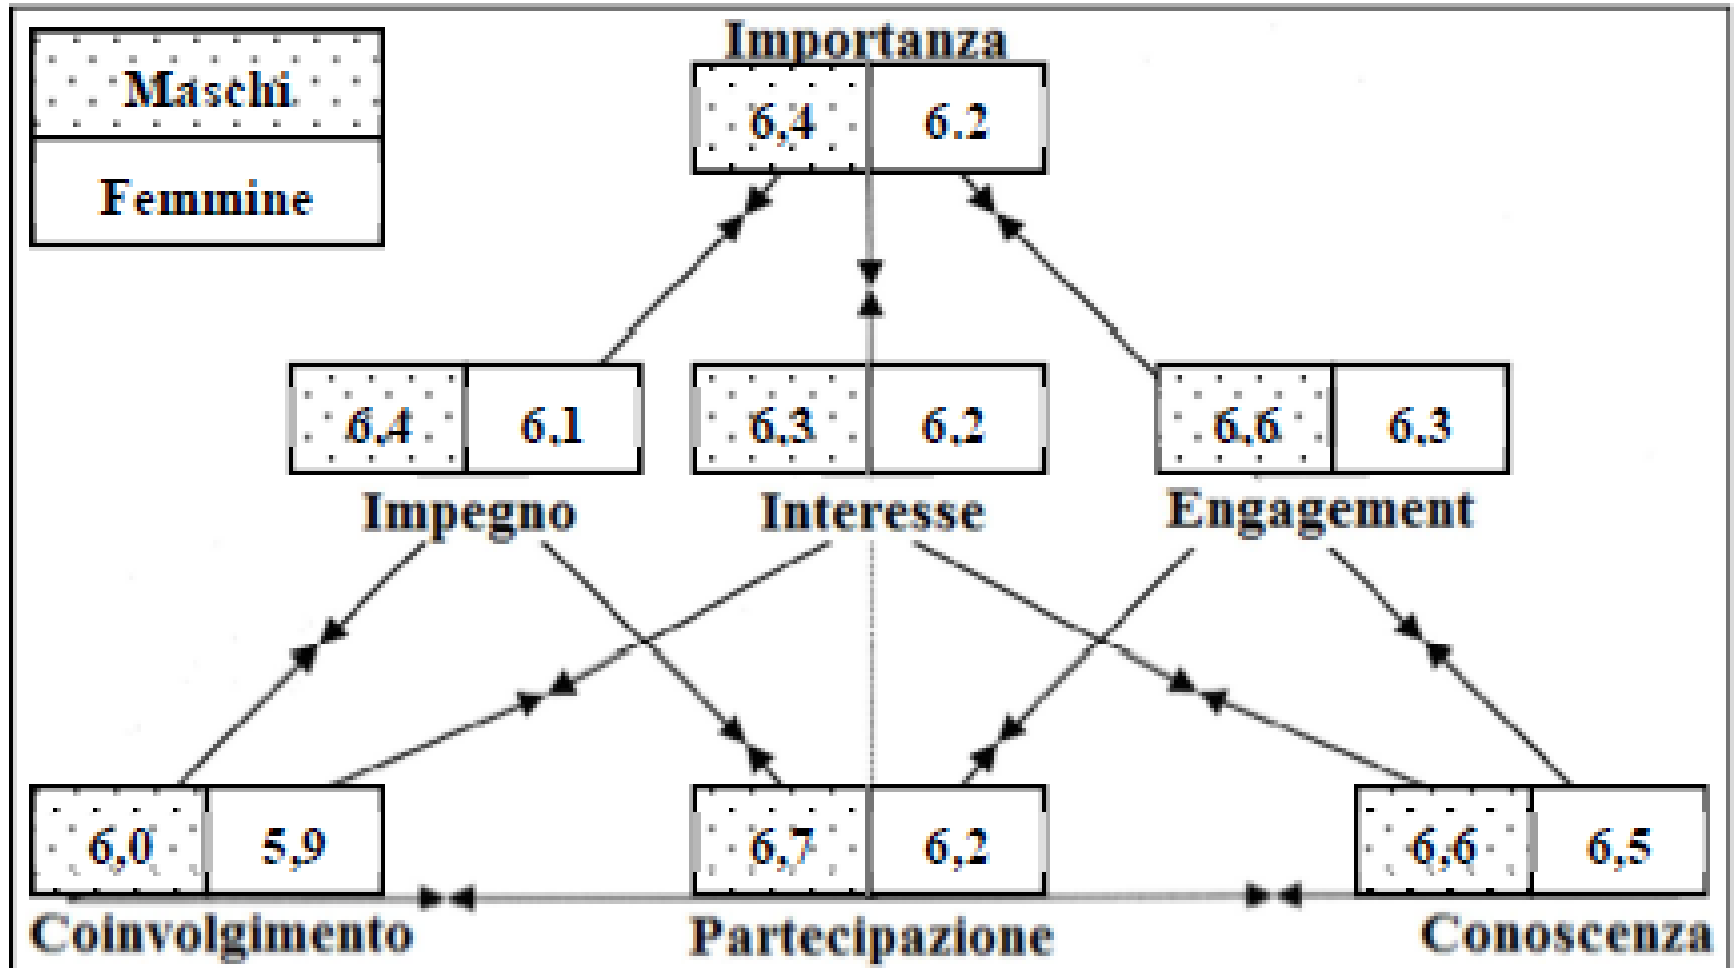 Importanza
Maschi
Femmine
6,4 6.2
6,4 6,1
6,3 6,2
6,6 6,3
Impegno
Interesse
Engagement
6,0 5,9
6,7 6,2
6,6 6,5
Coinvolgimento
Partecipazione
Conoscenza